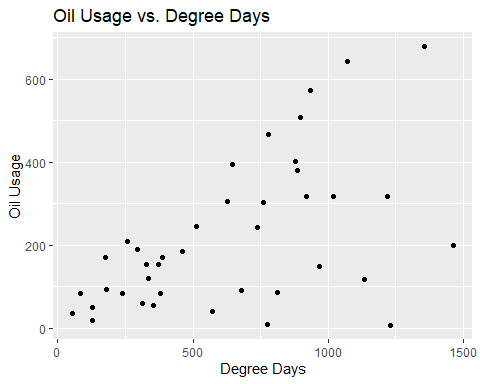 Oil Usage vs. Degree Days
600
400
200
0
Oil Usage
0 500 1000 1500
Degree Days